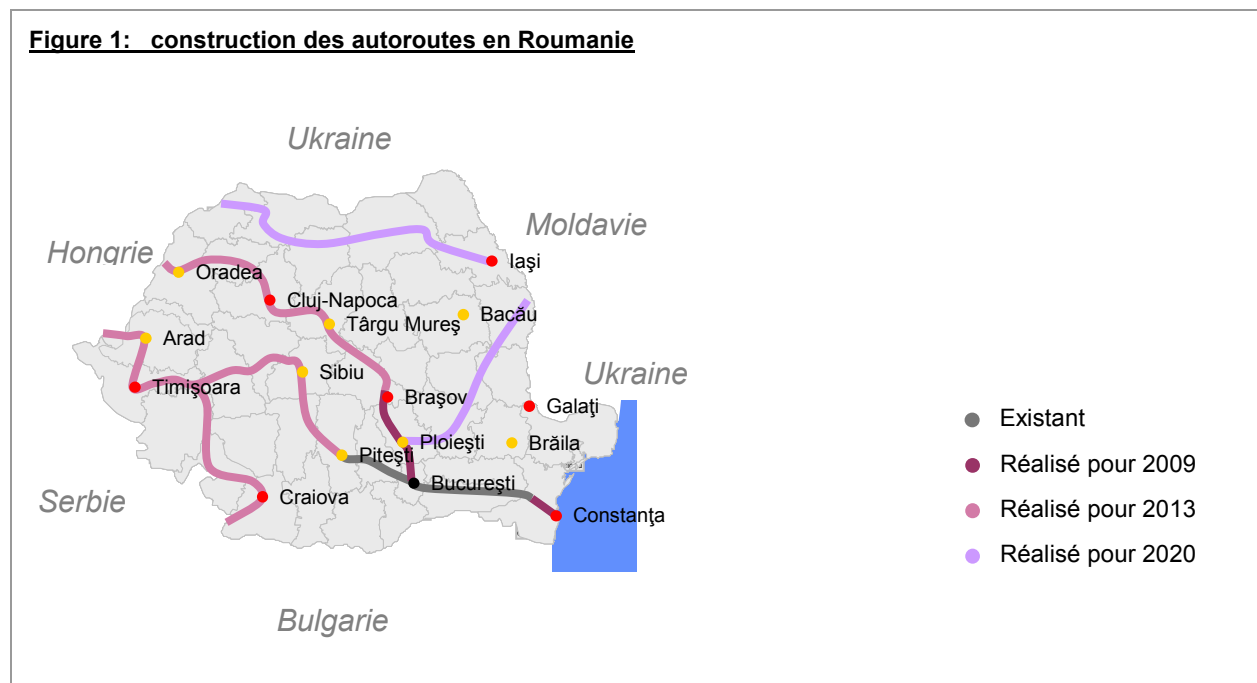 Figure 1: construction des autoroutes en Roumanie
Ukraine
Moldavie
Hongrie
Iaşi
Oradea
Cluj-Napoca
Bacău
Târgu Mureş
Arad
Sibiu
Ukraine
Timişoara
Braşov
Galaţi
Existant
Ploieşti
Brăila
Piteşti
Réalisé pour 2009
Bucureşti
Serbie
Craiova
Réalisé pour 2013
Constanţa
Réalisé pour 2020
Bulgarie